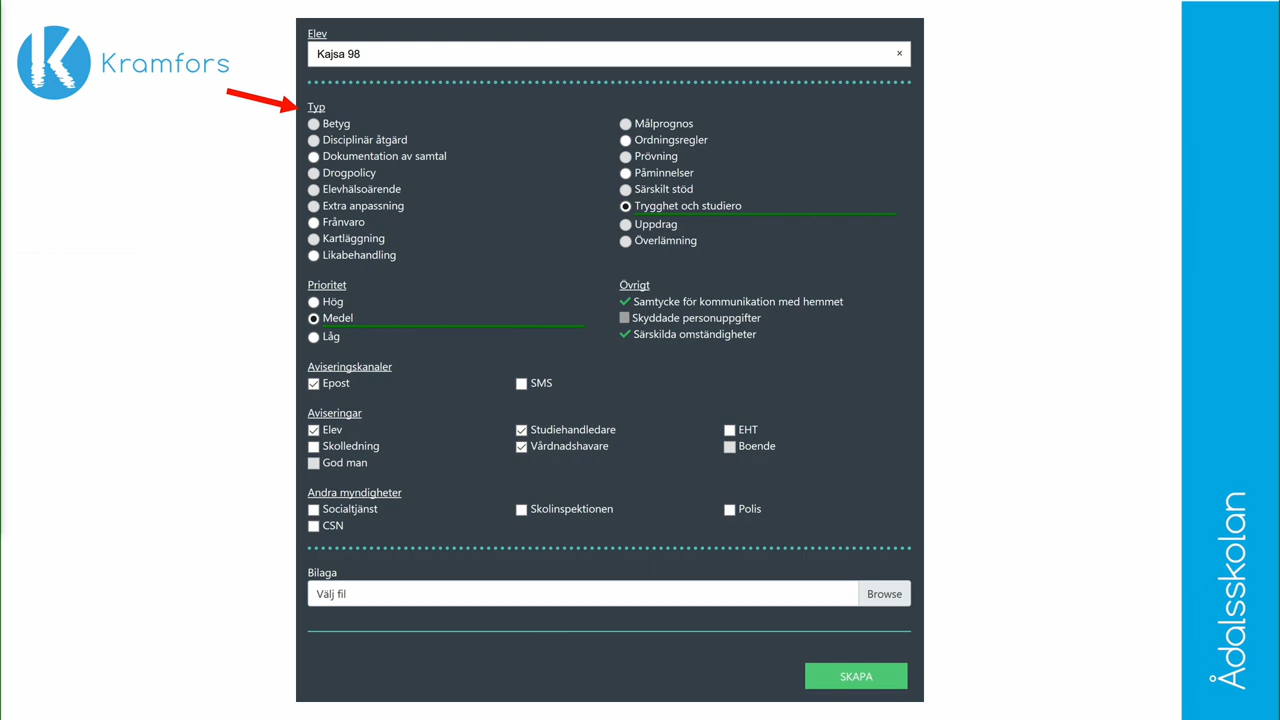 Kramfors
Elev
Kajsa 98 ×
Typ
Betyg
Disciplinär åtgärd
Dokumentation av samtal
Drogpolicy
Elevhälsoärende
Extra anpassning
Frånvaro
Kartläggning
Likabehandling
Målprognos
Ordningsregler
Prövning
Påminnelser
Särskilt stöd
Trygghet och studiero
Uppdrag
Överlämning
Prioritet
Hög
Medel
Låg
Övrigt
Samtycke för kommunikation med hemmet
Skyddade personuppgifter
Särskilda omständigheter
Aviseringskanaler
Epost SMS
Aviseringar
Elev Studiehandledare EHT
Skolledning Vårdnadshavare Boende
God man
Andra myndigheter
Socialtjänst Skolinspektionen Polis
CSN
Bilaga
Välj fil Browse
SKAPA
Ådalsskolan